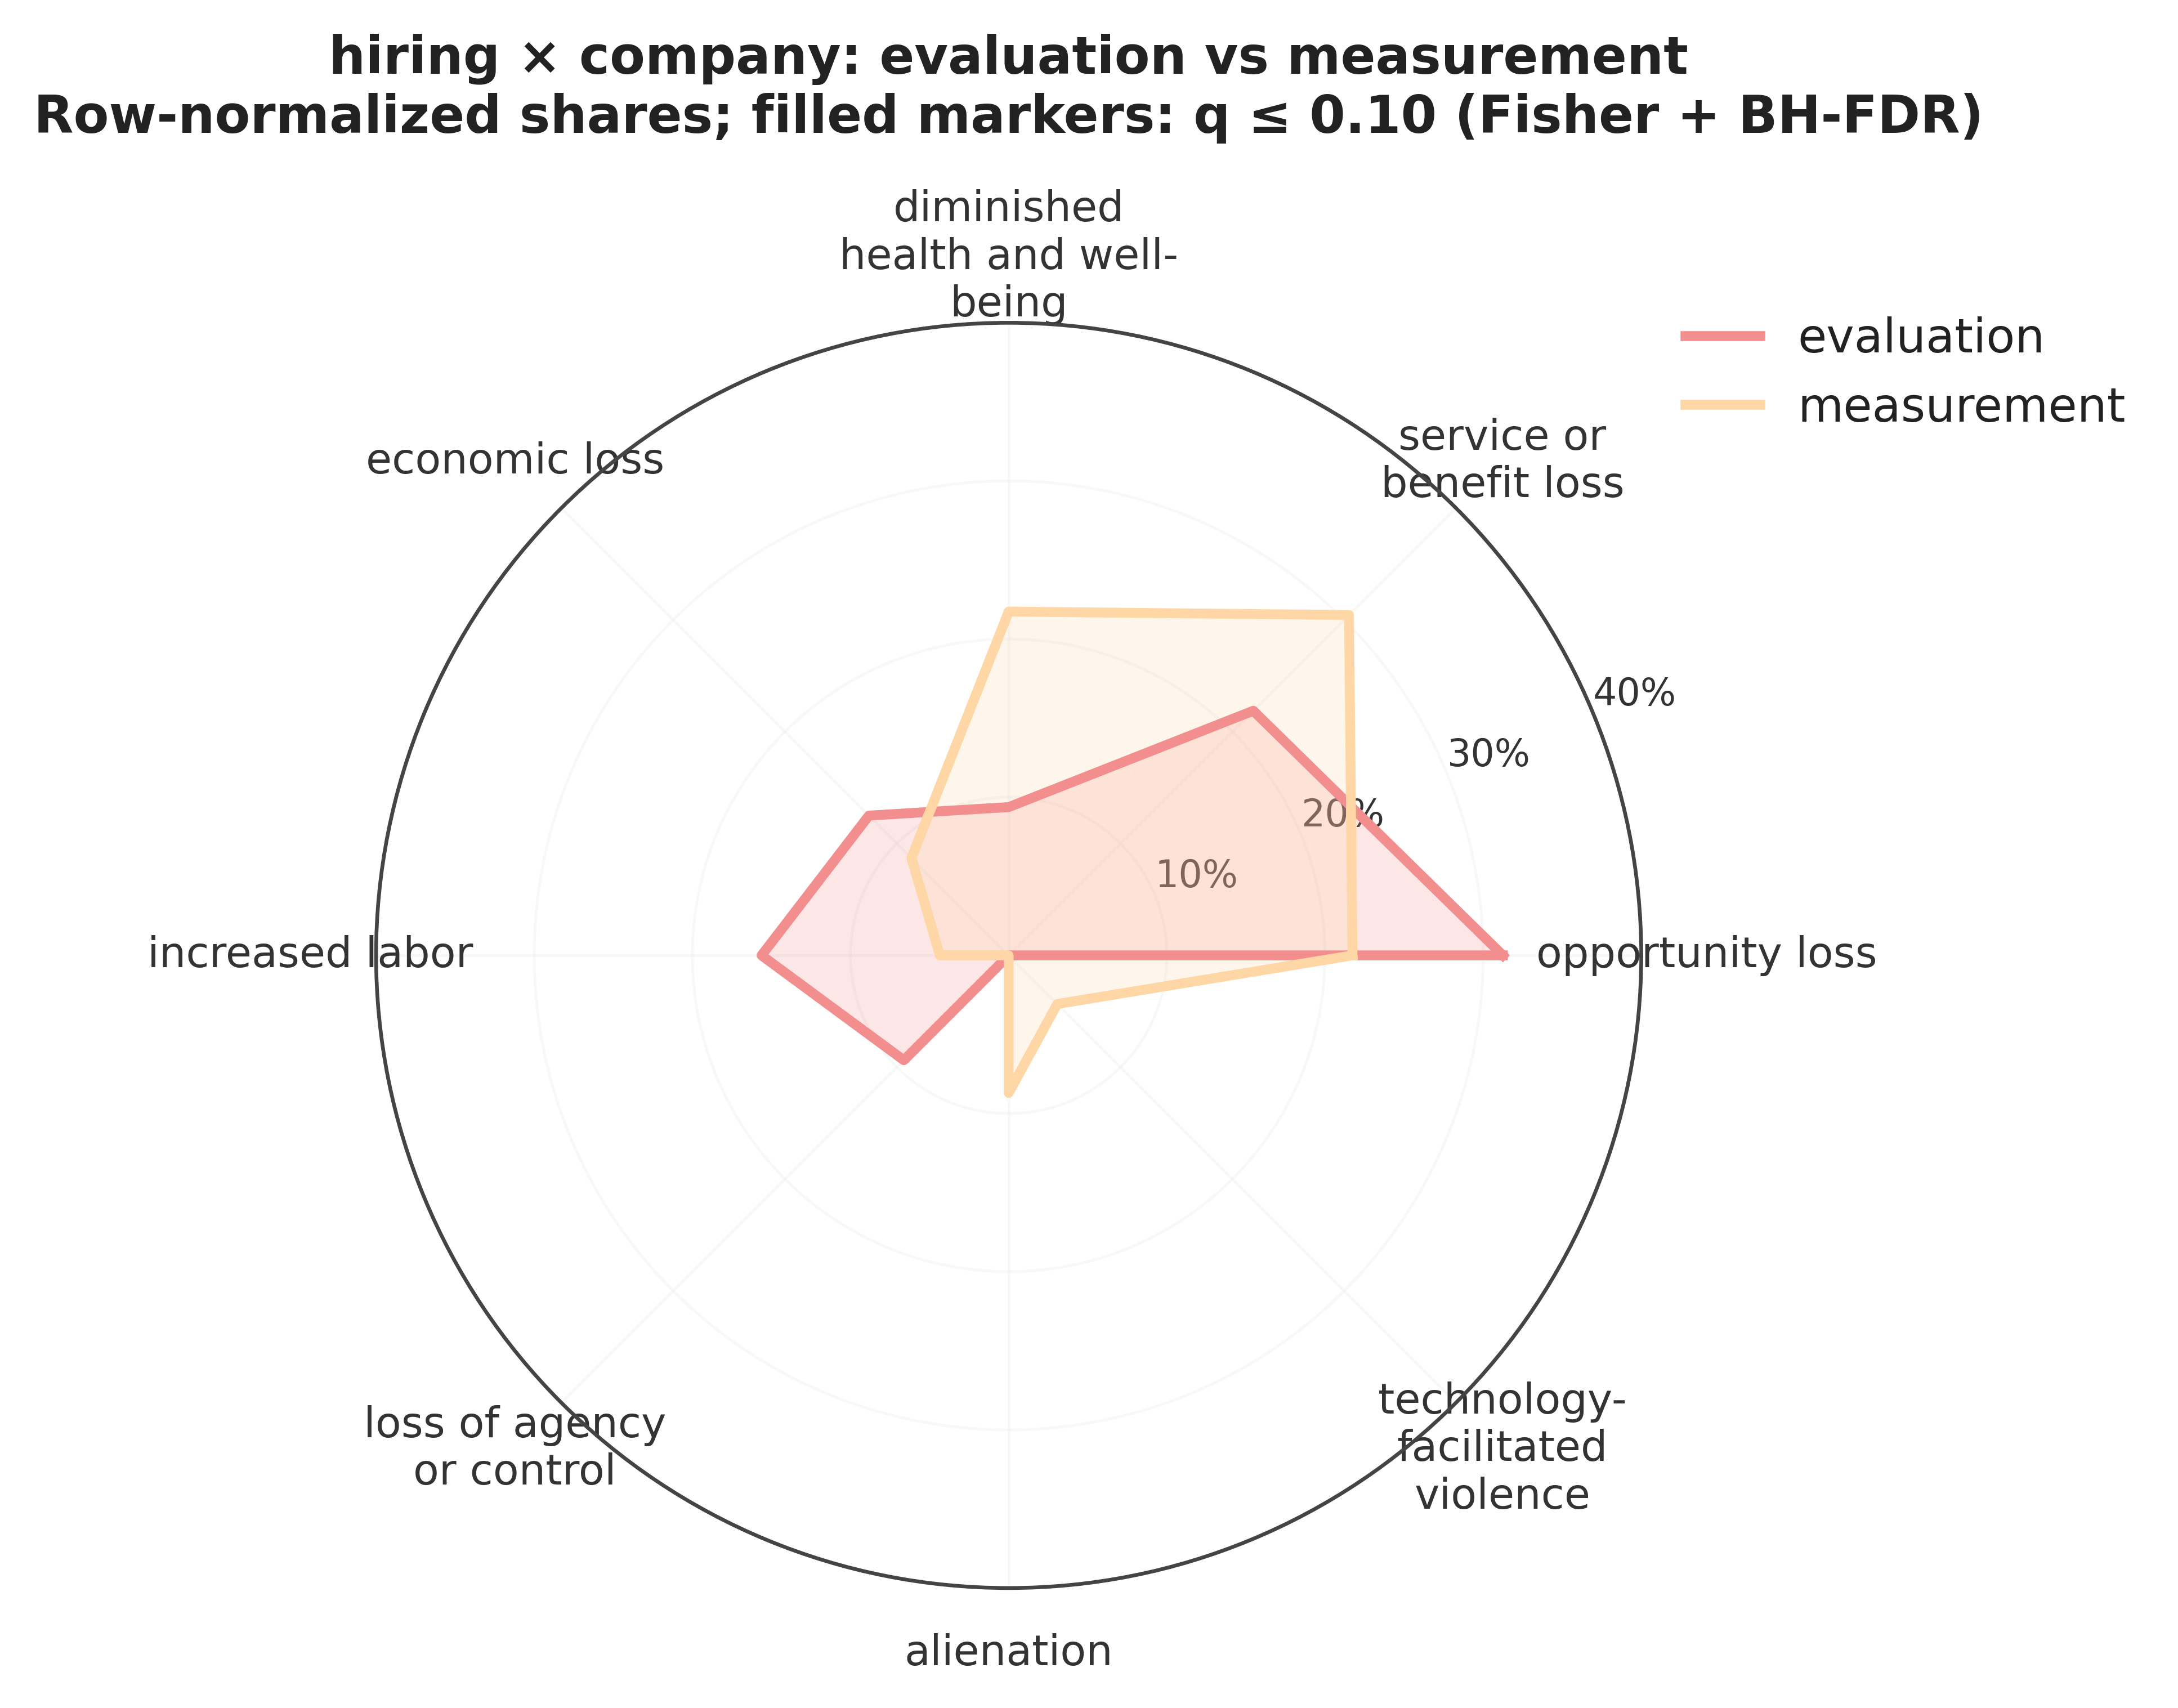 hiring × company: evaluation vs measurement
Row-normalized shares; filled markers: q ≤ 0.10 (Fisher + BH-FDR)
diminished
health and well-
being
evaluation
measurement
service or
benefit loss
economic loss
40%
30%
20%
10%
increased labor
opportunity loss
loss of agency
or control
technology-
facilitated
violence
alienation